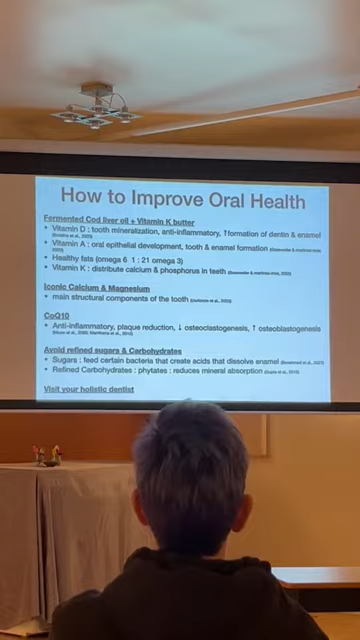 How to Improve Oral Health
Fermented Cod liver oil + Vitamin K butter
• Vitamin D : tooth mineralization, anti-inflammatory, ↑formation of dentin & enamel
• Vitamin A : oral epithelial development, tooth & enamel formation
• Healthy fats (omega 6 1 : 21 omega 3)
• Vitamin K : distribute calcium & phosphorus in teeth
Iconic Calcium & Magnesium
• main structural components of the tooth
CoQ10
• Anti-inflammatory, plaque reduction, ↓ osteoclastogenesis, ↑ osteoblastogenesis
Avoid refined sugars & Carbohydrates
• Sugars : feed certain bacteria that create acids that dissolve enamel
• Refined Carbohydrates : phytates : reduces mineral absorption
Visit your holistic dentist